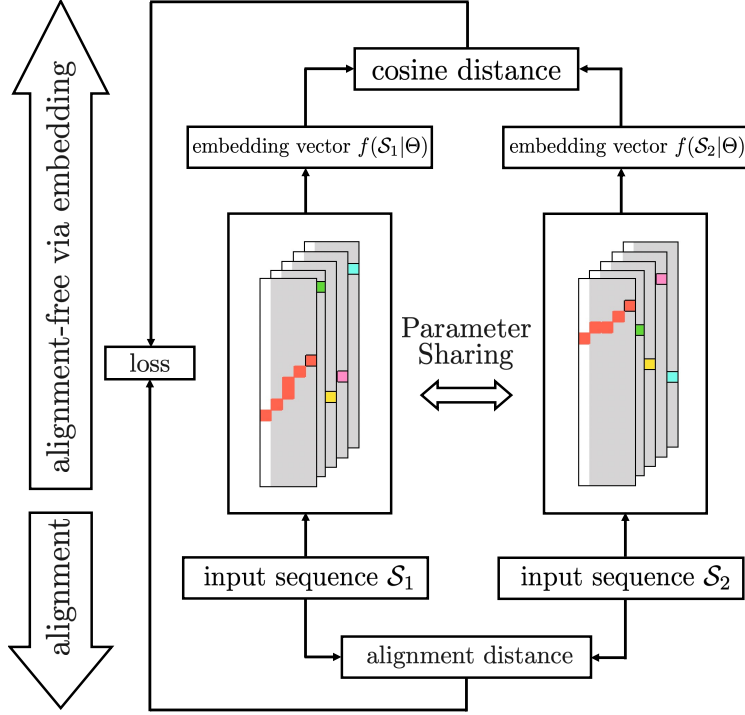 cosine distance
embedding vector f(𝒮₁|Θ)
embedding vector f(𝒮₂|Θ)
alignment-free via embedding
Parameter
Sharing
loss
alignment
input sequence 𝒮₁
input sequence 𝒮₂
alignment distance